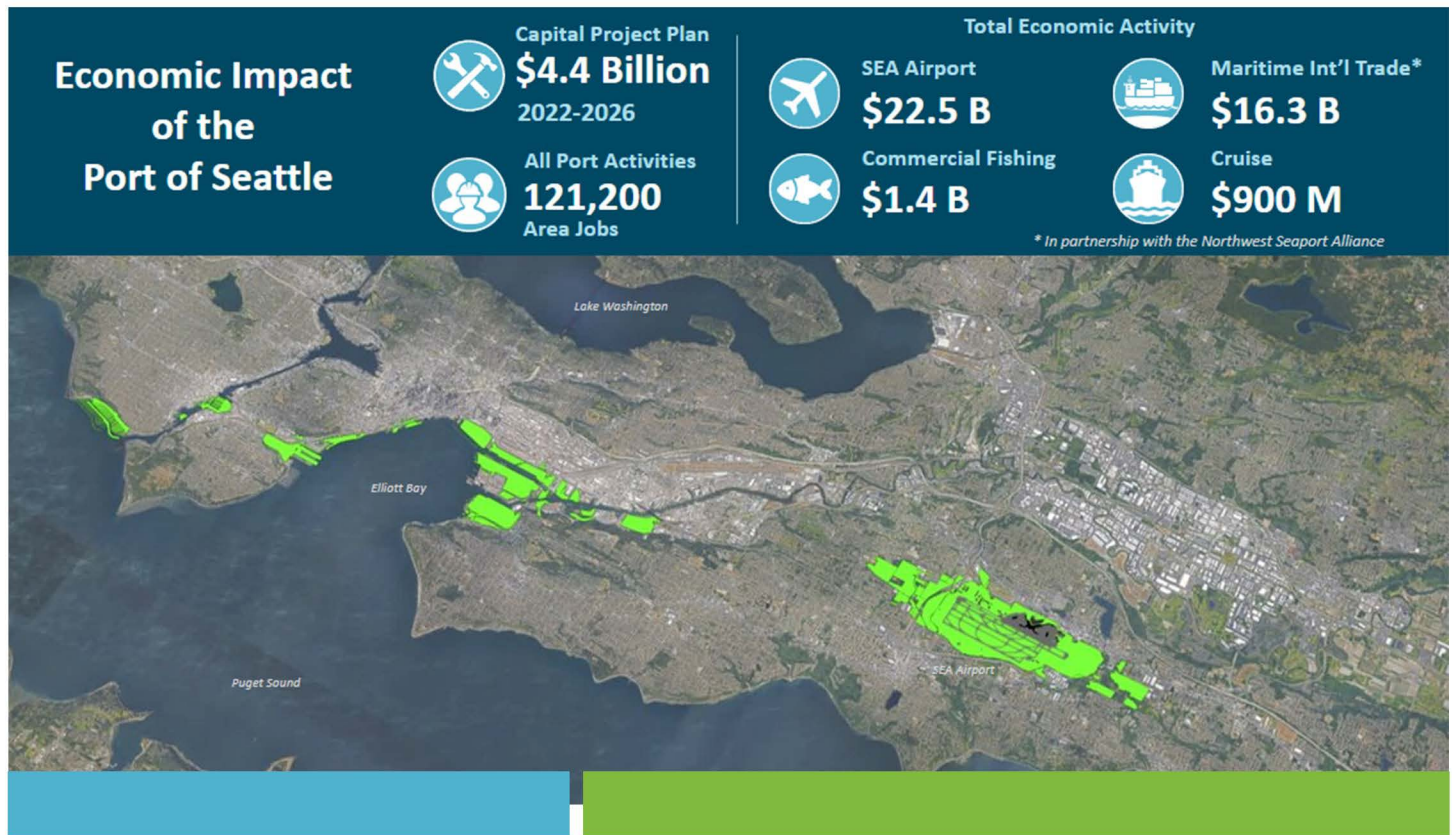 Economic Impact
of the
Port of Seattle
Capital Project Plan
$4.4 Billion
2022-2026
All Port Activities
121,200
Area Jobs
Total Economic Activity
SEA Airport
$22.5 B
Maritime Int'l Trade*
$16.3 B
Commercial Fishing
$1.4 B
Cruise
$900 M
* In partnership with the Northwest Seaport Alliance
Lake Washington
Elliott Bay
SEA Airport
Puget Sound